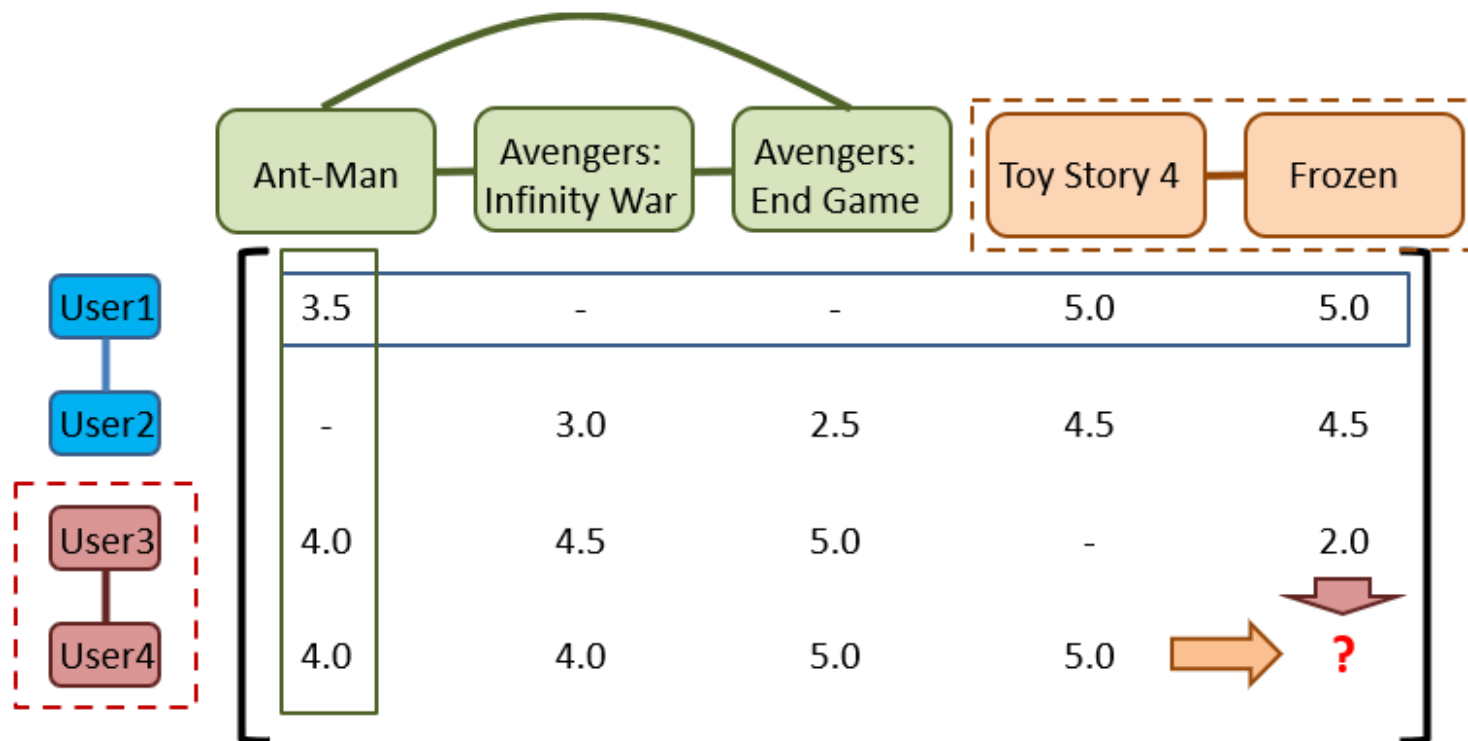 Ant-Man
Avengers:
Infinity War
Avengers:
End Game
Toy Story 4
Frozen
User1 3.5 - - 5.0 5.0
User2 - 3.0 2.5 4.5 4.5
User3 4.0 4.5 5.0 - 2.0
User4 4.0 4.0 5.0 5.0 ?